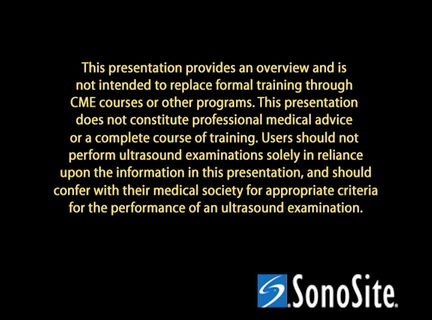 This presentation provides an overview and is
not intended to replace formal training through
CME courses or other programs. This presentation
does not constitute professional medical advice
or a complete course of training. Users should not
perform ultrasound examinations solely in reliance
upon the information in this presentation, and should
confer with their medical society for appropriate criteria
for the performance of an ultrasound examination.
SonoSite®